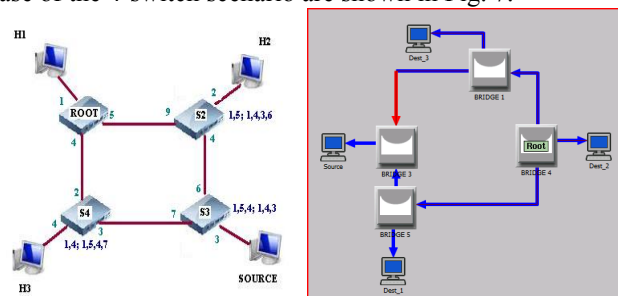 ase of the 4-switch scenario are shown in Fig. 7.
H1
H2
1
ROOT
5
9
S2
2
1,5; 1,4,3,6
4
4
2
6
S4
S3
1,5,4; 1,4,3
4
3
7
3
1,4; 1,5,4,7
H3
SOURCE
Dest_3
BRIDGE 1
Source
BRIDGE 3
Root
BRIDGE 4
Dest_2
BRIDGE 5
Dest_1